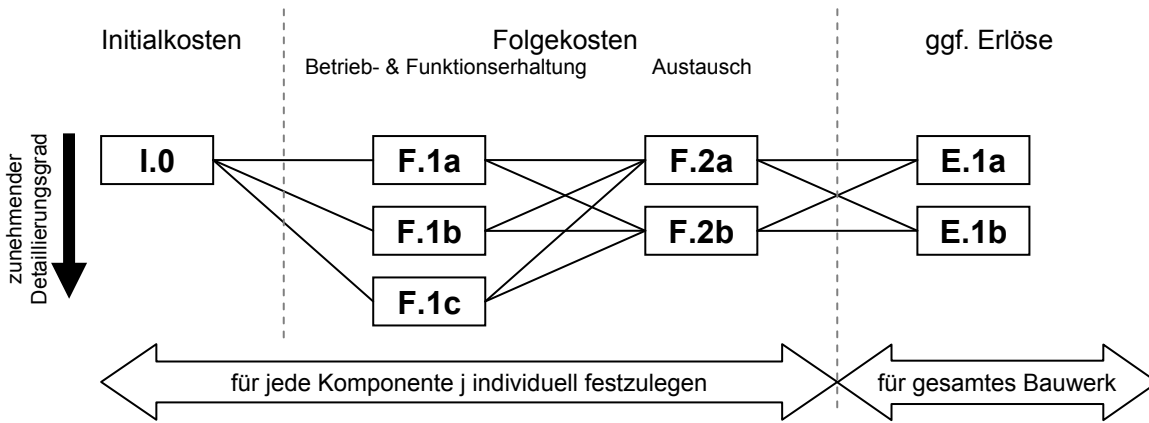 Initialkosten
Folgekosten
ggf. Erlöse
Betrieb- & Funktionserhaltung
Austausch
zunehmender
Detaillierungsgrad
I.0
F.1a
F.2a
E.1a
F.1b
F.2b
E.1b
F.1c
für jede Komponente j individuell festzulegen
für gesamtes Bauwerk